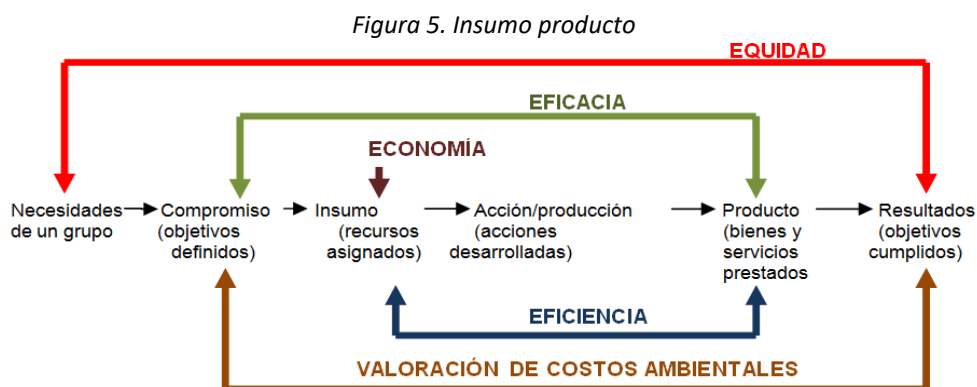 Figura 5. Insumo producto
EQUIDAD
EFICACIA
ECONOMÍA
Necesidades
de un grupo
Compromiso
(objetivos
definidos)
Insumo
(recursos
asignados)
Acción/producción
(acciones
desarrolladas)
Producto
(bienes y
servicios
prestados
Resultados
(objetivos
cumplidos)
EFICIENCIA
VALORACIÓN DE COSTOS AMBIENTALES